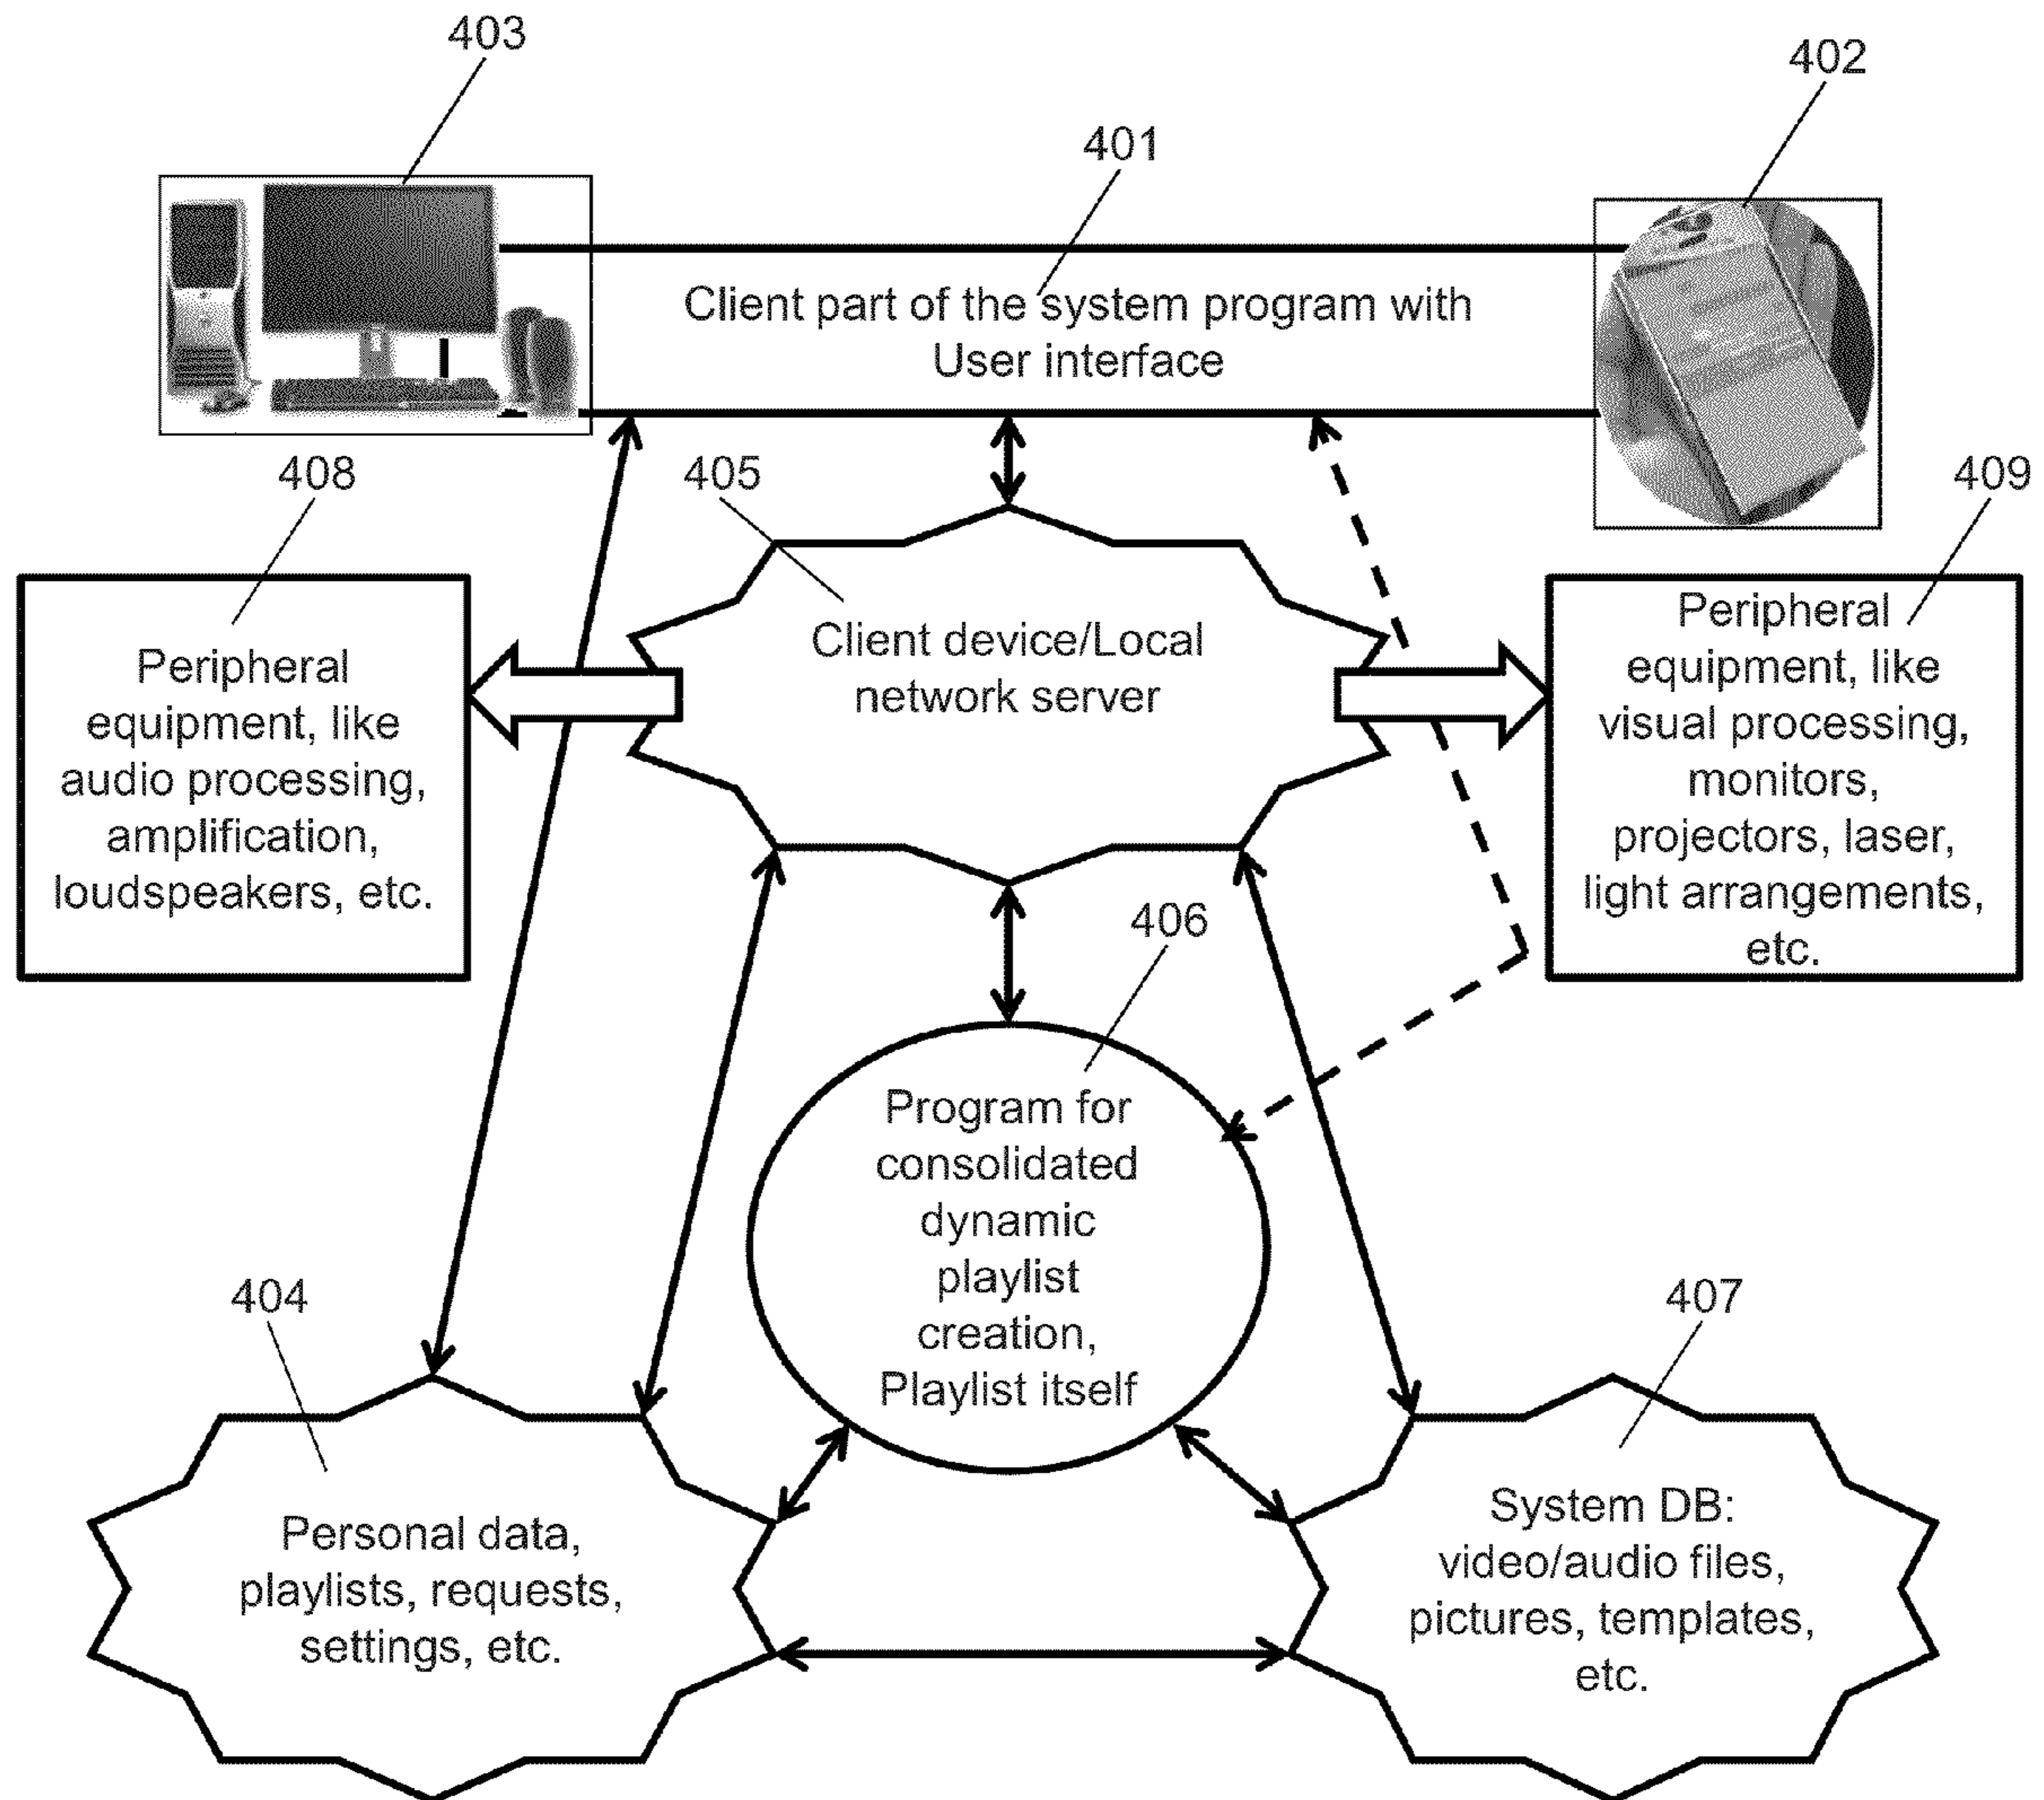 403
402
401
Client part of the system program with
User interface
408
405
409
Peripheral
equipment, like
audio processing,
amplification,
loudspeakers, etc.
Client device/Local
network server
Peripheral
equipment, like
visual processing,
monitors,
projectors, laser,
light arrangements,
etc.
406
Program for
consolidated
dynamic
playlist
creation,
Playlist itself
404
407
Personal data,
playlists, requests,
settings, etc.
System DB:
video/audio files,
pictures, templates,
etc.